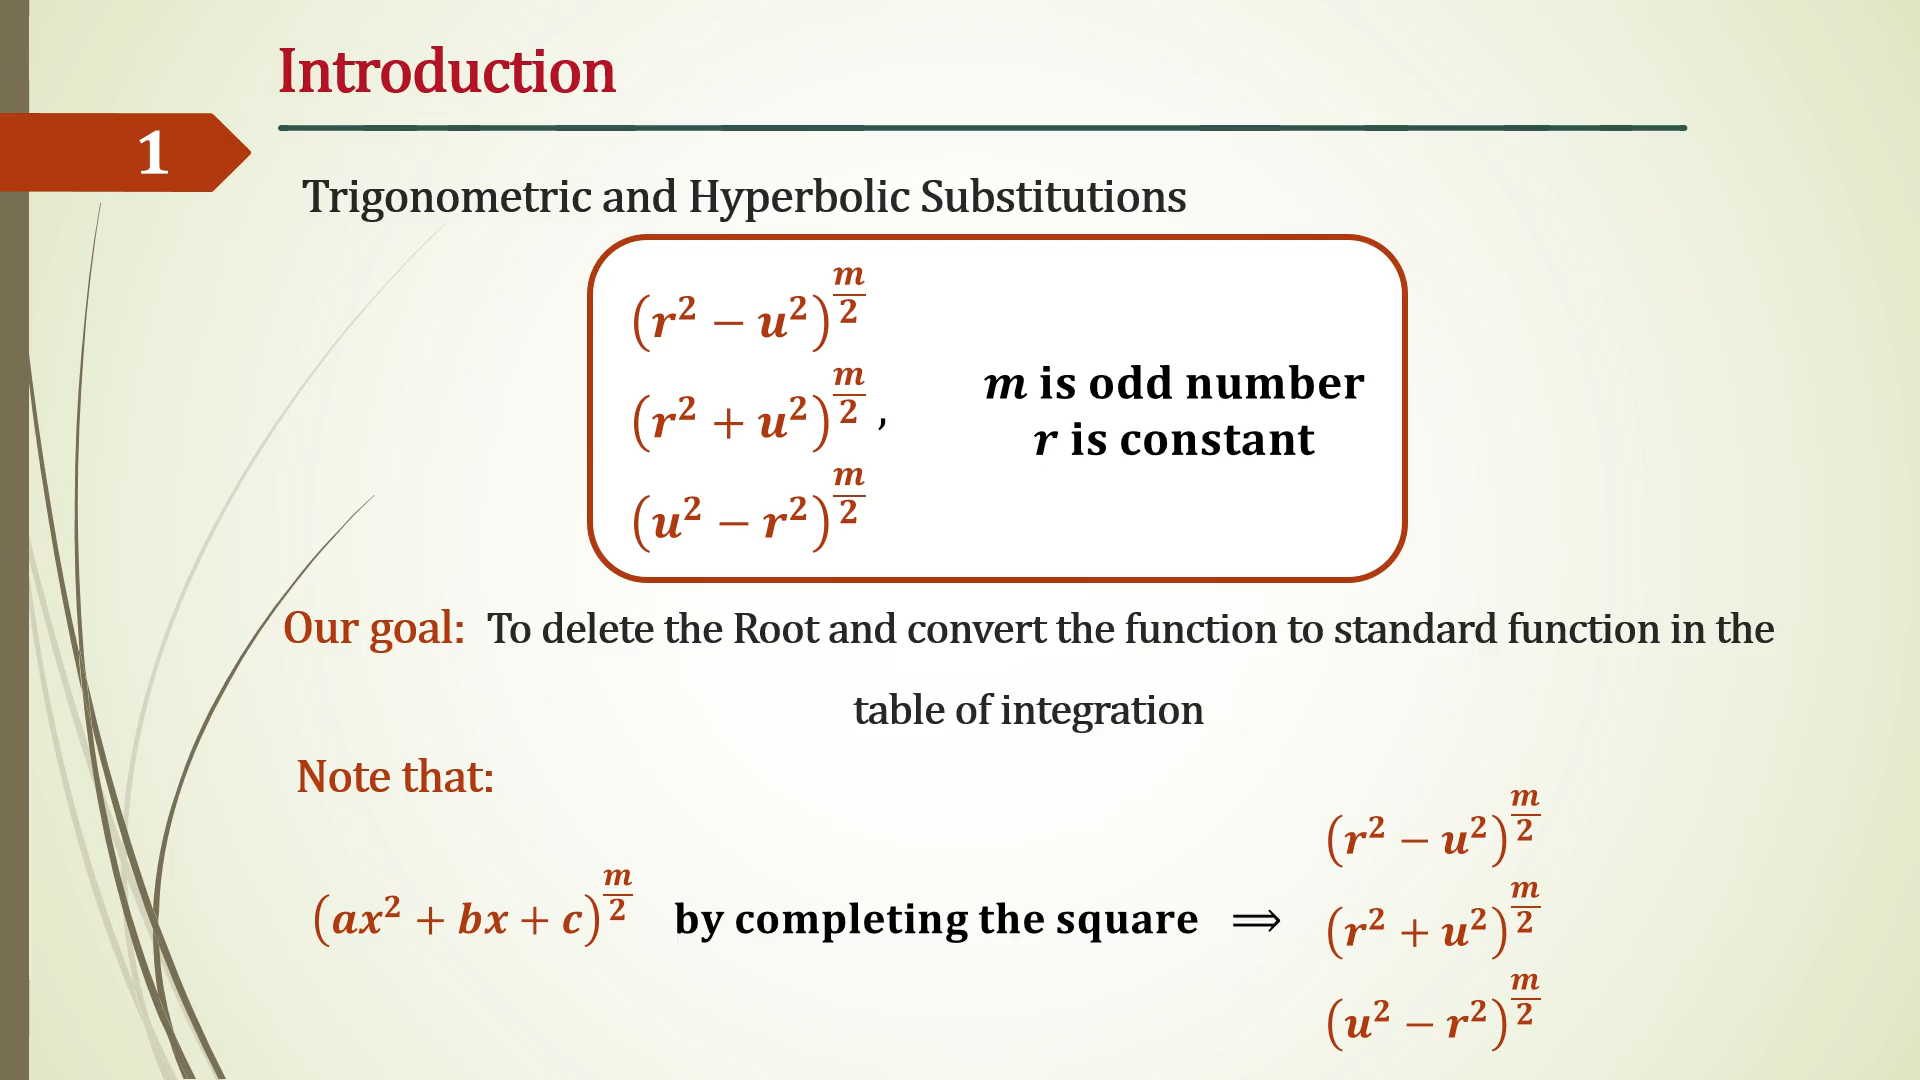 Introduction
1
Trigonometric and Hyperbolic Substitutions
(r² − u²)^(m/2)
(r² + u²)^(m/2) ,
(u² − r²)^(m/2)
m is odd number
r is constant
Our goal: To delete the Root and convert the function to standard function in the
table of integration
Note that:
(ax² + bx + c)^(m/2) by completing the square ⟹
(r² − u²)^(m/2)
(r² + u²)^(m/2)
(u² − r²)^(m/2)